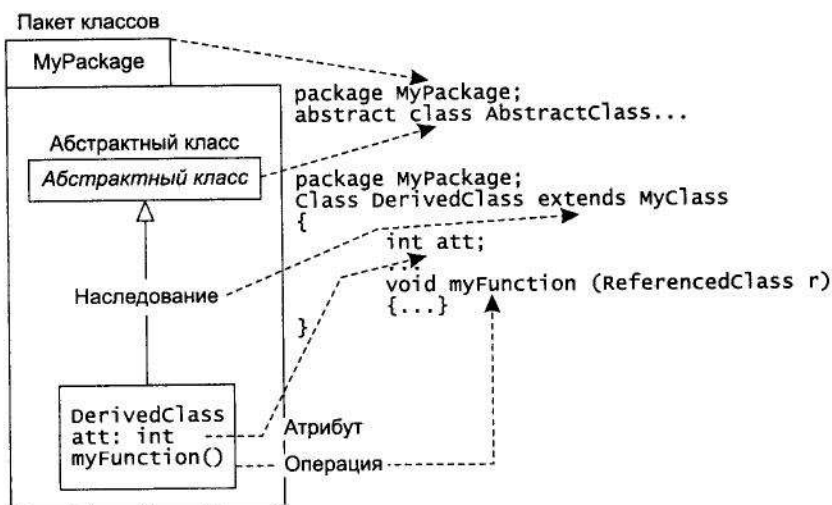 Пакет классов
MyPackage
package MyPackage;
abstract class AbstractClass...
Абстрактный класс
Абстрактный класс
package MyPackage;
Class DerivedClass extends MyClass
{
int att;
...
void myFunction (ReferencedClass r)
{...}
}
Наследование
DerivedClass
att: int
myFunction()
Атрибут
Операция